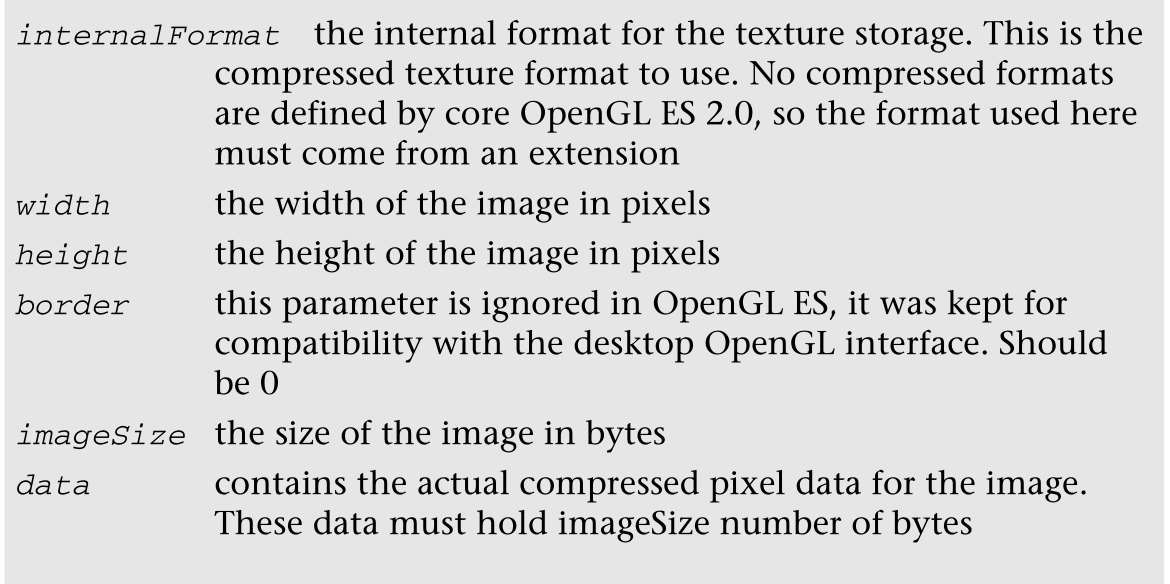 internalFormat the internal format for the texture storage. This is the
compressed texture format to use. No compressed formats
are defined by core OpenGL ES 2.0, so the format used here
must come from an extension
width the width of the image in pixels
height the height of the image in pixels
border this parameter is ignored in OpenGL ES, it was kept for
compatibility with the desktop OpenGL interface. Should
be 0
imageSize the size of the image in bytes
data contains the actual compressed pixel data for the image.
These data must hold imageSize number of bytes